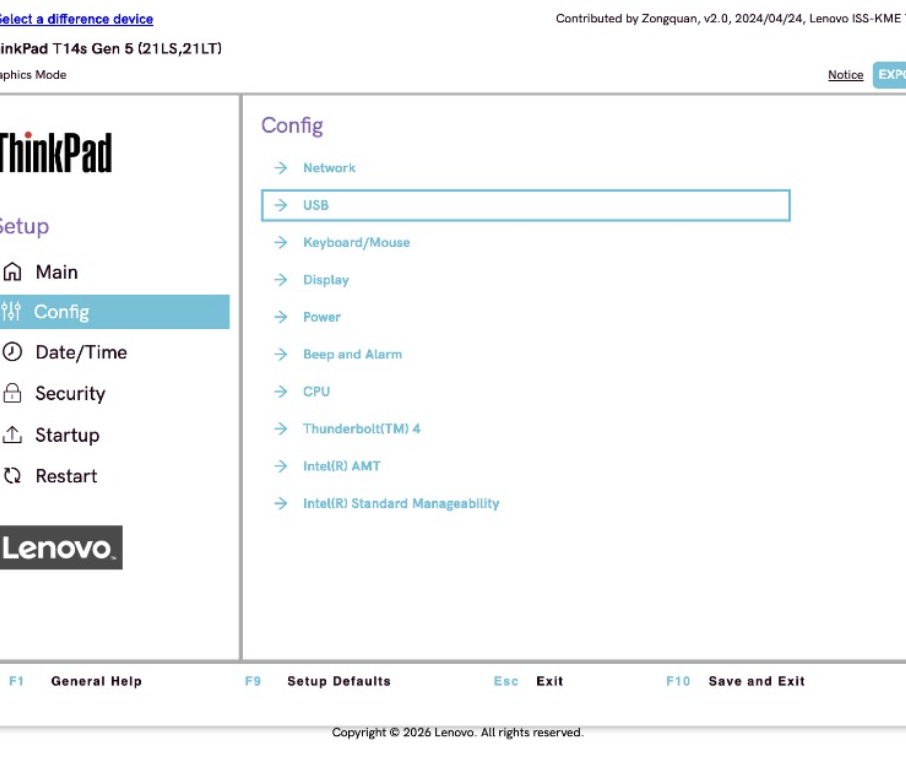 Select a difference device
Contributed by Zongquan, v2.0, 2024/04/24, Lenovo ISS-KME
inkPad T14s Gen 5 (21LS,21LT)
aphics Mode
Notice
EXPO
ThinkPad
Setup
Main
Config
Date/Time
Security
Startup
Restart
Lenovo
Config
Network
USB
Keyboard/Mouse
Display
Power
Beep and Alarm
CPU
Thunderbolt(TM) 4
Intel(R) AMT
Intel(R) Standard Manageability
F1 General Help F9 Setup Defaults Esc Exit F10 Save and Exit
Copyright © 2026 Lenovo. All rights reserved.